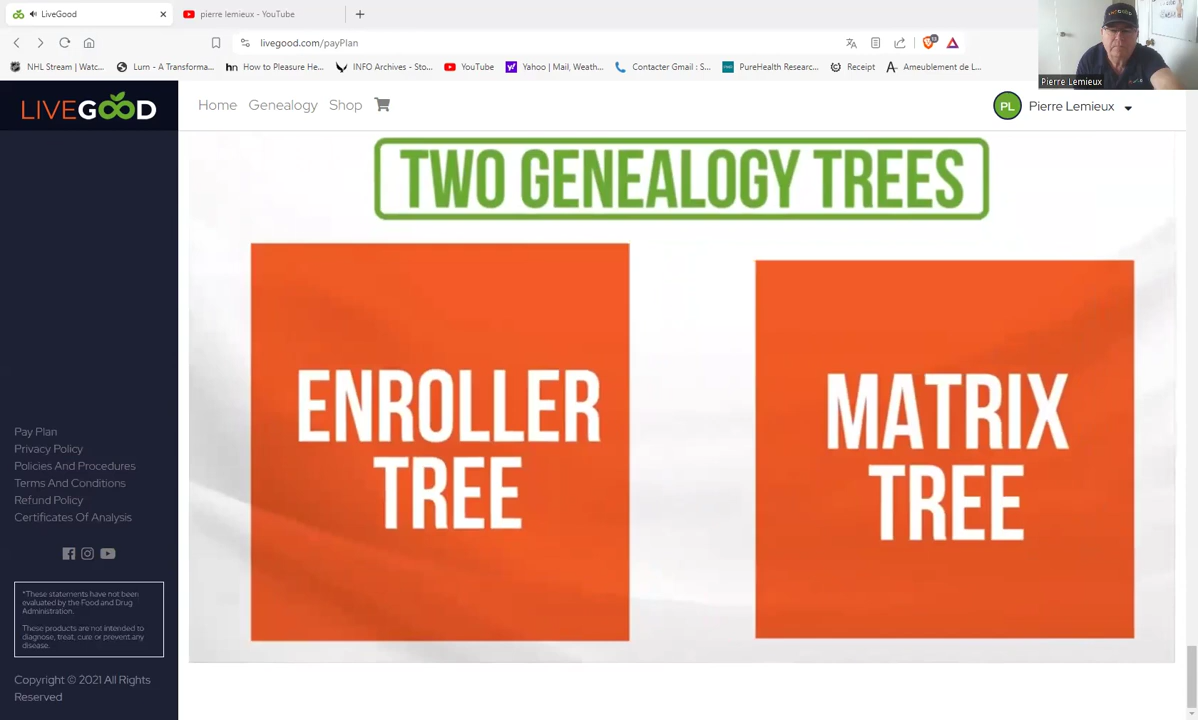 LiveGood
pierre lemieux - YouTube
livegood.com/payPlan
NHL Stream | Watc...
Lurn - A Transforma...
How to Pleasure He...
INFO Archives - Sto...
YouTube
Yahoo | Mail, Weath...
Contacter Gmail : S...
PureHealth Researc...
Receipt
Ameublement de L...
Pierre Lemieux
LIVEGOOD
Home
Genealogy
Shop
PL
Pierre Lemieux
TWO GENEALOGY TREES
ENROLLER
TREE
MATRIX
TREE
Pay Plan
Privacy Policy
Policies And Procedures
Terms And Conditions
Refund Policy
Certificates Of Analysis
*These statements have not been
evaluated by the Food and Drug
Administration.
These products are not intended to
diagnose, treat, cure or prevent any
disease.
Copyright © 2021 All Rights
Reserved